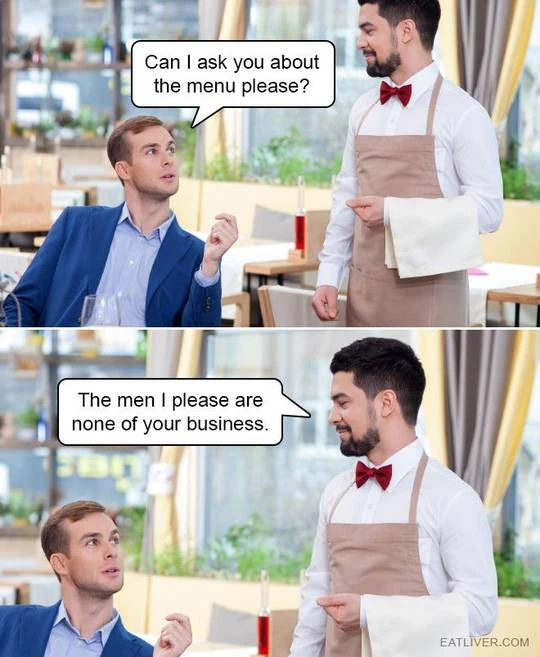 Can I ask you about
the menu please?
The men I please are
none of your business.
EATLIVER.COM